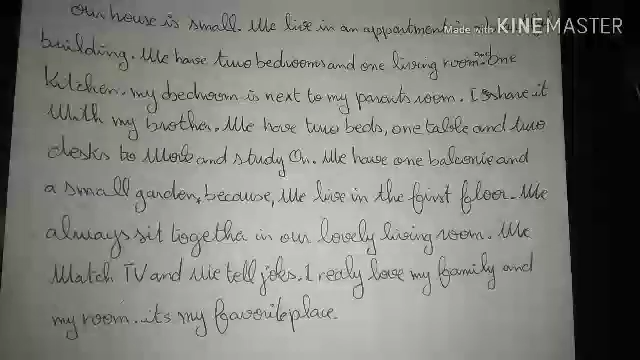 Made with KINEMASTER
our house is small. We live in an appartment in a
building. We have two bedrooms and one living room and one
kitchen. my bedroom is next to my parents room. I share it
With my brother. We have two beds, one table and two
desks to Work and study On. We have one balconie and
a small garden, because, We live in the first floor. We
always sit togetha in our lovely living room. We
Watch TV and We tell joks. I realy love my family and
my room. its my favorite place.